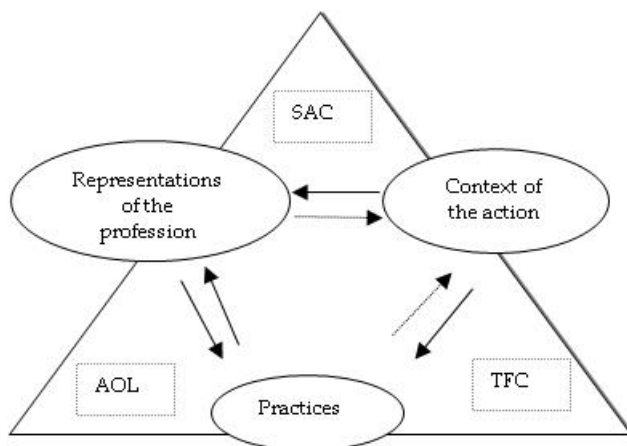 SAC
Representations
of the
profession
Context of
the action
AOL
TFC
Practices